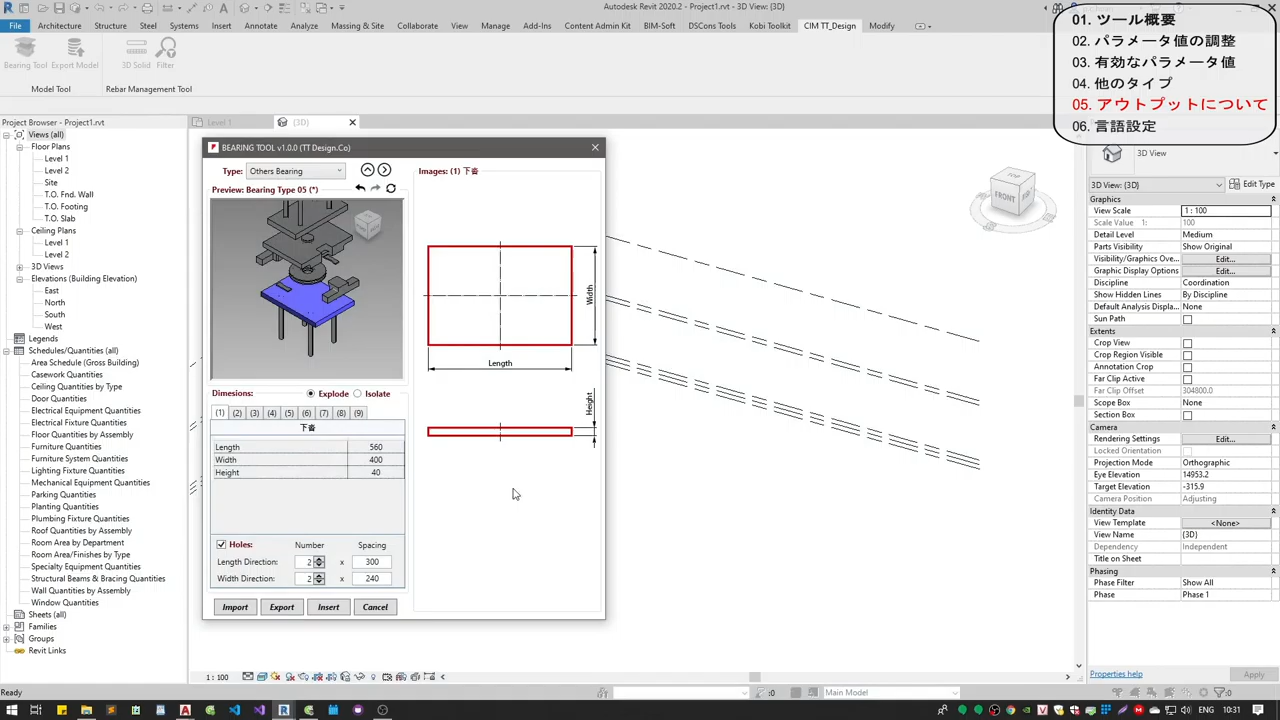 Autodesk Revit 2020.2 - Project1.rvt - 3D View: {3D}
File Architecture Structure Steel Systems Insert Annotate Analyze Massing & Site Collaborate View Manage Add-Ins Content Admin Kit BIM-Soft DSCons Tools Kobi Toolkit CIM TT_Design Modify
Bearing Tool Export Model 3D Solid Filter
Model Tool Rebar Management Tool
01. ツール概要
02. パラメータ値の調整
03. 有効なパラメータ値
04. 他のタイプ
05. アウトプットについて
06. 言語設定
Project Browser - Project1.rvt
Views (all)
Floor Plans
Level 1
Level 2
Site
T.O. Fnd. Wall
T.O. Footing
T.O. Slab
Ceiling Plans
Level 1
Level 2
3D Views
Elevations (Building Elevation)
East
North
South
West
Legends
Schedules/Quantities (all)
Area Schedule (Gross Building)
Casework Quantities
Ceiling Quantities by Type
Door Quantities
Electrical Equipment Quantities
Electrical Fixture Quantities
Floor Quantities by Assembly
Furniture Quantities
Furniture System Quantities
Lighting Fixture Quantities
Mechanical Equipment Quantities
Parking Quantities
Planting Quantities
Plumbing Fixture Quantities
Roof Quantities by Assembly
Room Area by Department
Room Area/Finishes by Type
Specialty Equipment Quantities
Structural Beams & Bracing Quantities
Wall Quantities by Assembly
Window Quantities
Sheets (all)
Families
Groups
Revit Links
Level 1 {3D}
BEARING TOOL v1.0.0 (TT Design.Co)
Type: Others Bearing
Preview: Bearing Type 05 (*)
Images: (1) 下沓
Width
Length
Height
Dimesions: Explode Isolate
(1) (2) (3) (4) (5) (6) (7) (8) (9)
下沓
Length 560
Width 400
Height 40
Holes: Number Spacing
Length Direction: 2 x 300
Width Direction: 2 x 240
Import Export Insert Cancel
TOP
FRONT
3D View
3D View: {3D} Edit Type
Graphics
View Scale 1 : 100
Scale Value 1: 100
Detail Level Medium
Parts Visibility Show Original
Visibility/Graphics Ove... Edit...
Graphic Display Options Edit...
Discipline Coordination
Show Hidden Lines By Discipline
Default Analysis Displa... None
Sun Path
Extents
Crop View
Crop Region Visible
Annotation Crop
Far Clip Active
Far Clip Offset 304800.0
Scope Box None
Section Box
Camera
Rendering Settings Edit...
Locked Orientation
Projection Mode Orthographic
Eye Elevation 14953.2
Target Elevation -315.9
Camera Position Adjusting
Identity Data
View Template <None>
View Name {3D}
Dependency Independent
Title on Sheet
Phasing
Phase Filter Show All
Phase Phase 1
Properties help Apply
1 : 100
Ready :0 Main Model :0
ENG 10:31